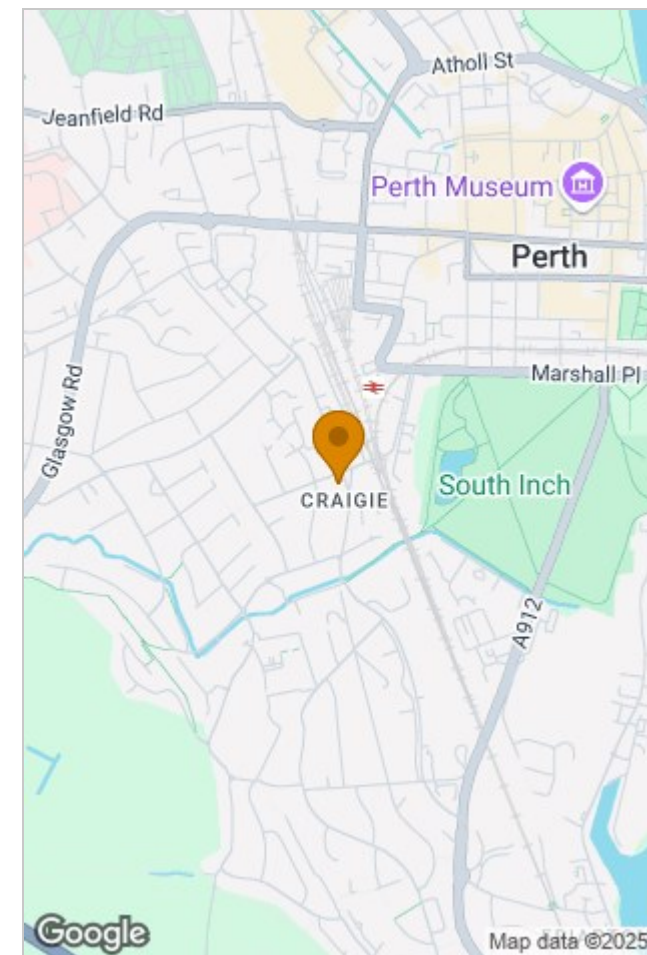 Atholl St
Jeanfield Rd
Perth Museum
Perth
Marshall Pl
Glasgow Rd
South Inch
CRAIGIE
A912
Google
Map data ©2025